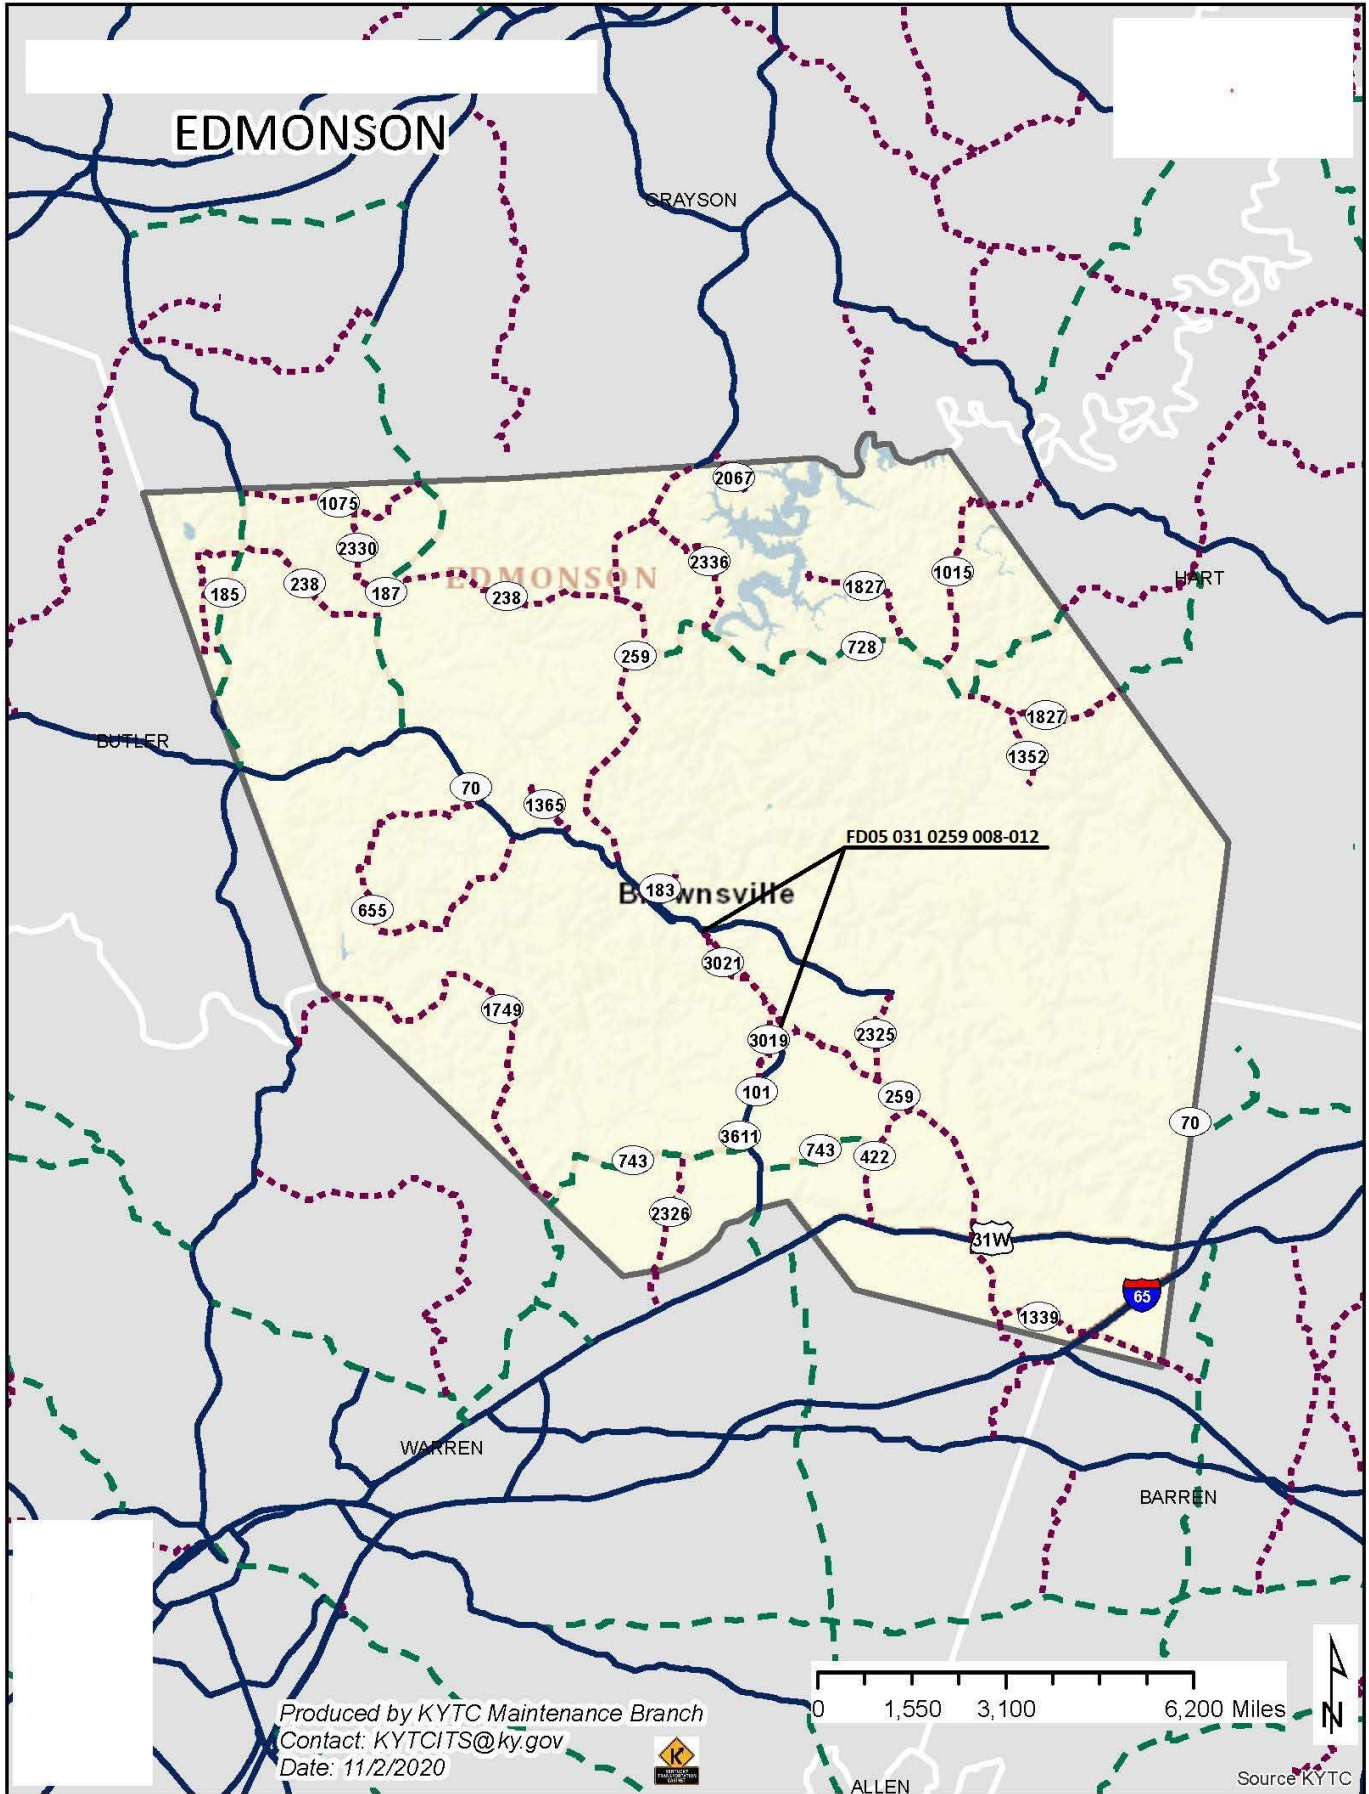 EDMONSON
GRAYSON
2067
1075
2330
2336
EDMONSON
1015
HART
185
238
187
238
1827
259
728
1827
BUTLER
1352
70
1365
FD05 031 0259 008-012
183
Brownsville
655
3021
1749
3019
2325
101
259
70
3611
743
743
422
2326
31W
65
1339
WARREN
BARREN
0 1,550 3,100 6,200 Miles
N
Produced by KYTC Maintenance Branch
Contact: KYTCITS@ky.gov
Date: 11/2/2020
ALLEN
Source KYTC